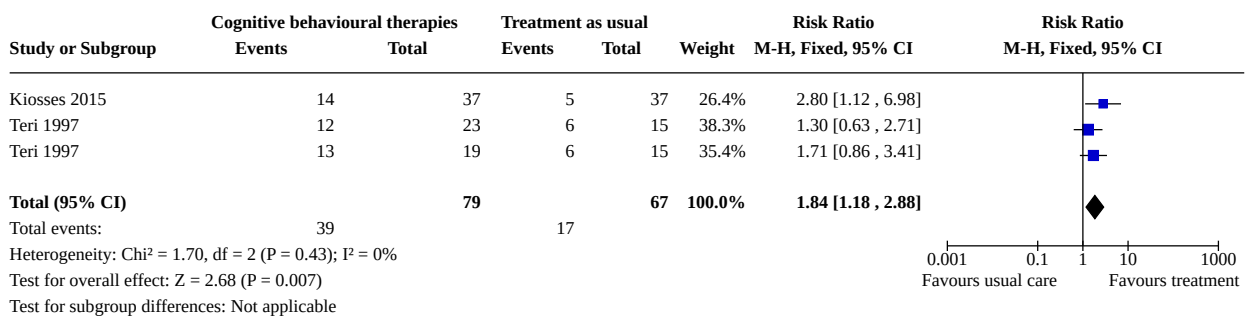 Cognitive behavioural therapies Treatment as usual Risk Ratio Risk Ratio
Study or Subgroup Events Total Events Total Weight M-H, Fixed, 95% CI M-H, Fixed, 95% CI
Kiosses 2015 14 37 5 37 26.4% 2.80 [1.12 , 6.98]
Teri 1997 12 23 6 15 38.3% 1.30 [0.63 , 2.71]
Teri 1997 13 19 6 15 35.4% 1.71 [0.86 , 3.41]
Total (95% CI) 79 67 100.0% 1.84 [1.18 , 2.88]
Total events: 39 17
Heterogeneity: Chi² = 1.70, df = 2 (P = 0.43); I² = 0%
0.001 0.1 1 10 1000
Test for overall effect: Z = 2.68 (P = 0.007)
Favours usual care Favours treatment
Test for subgroup differences: Not applicable